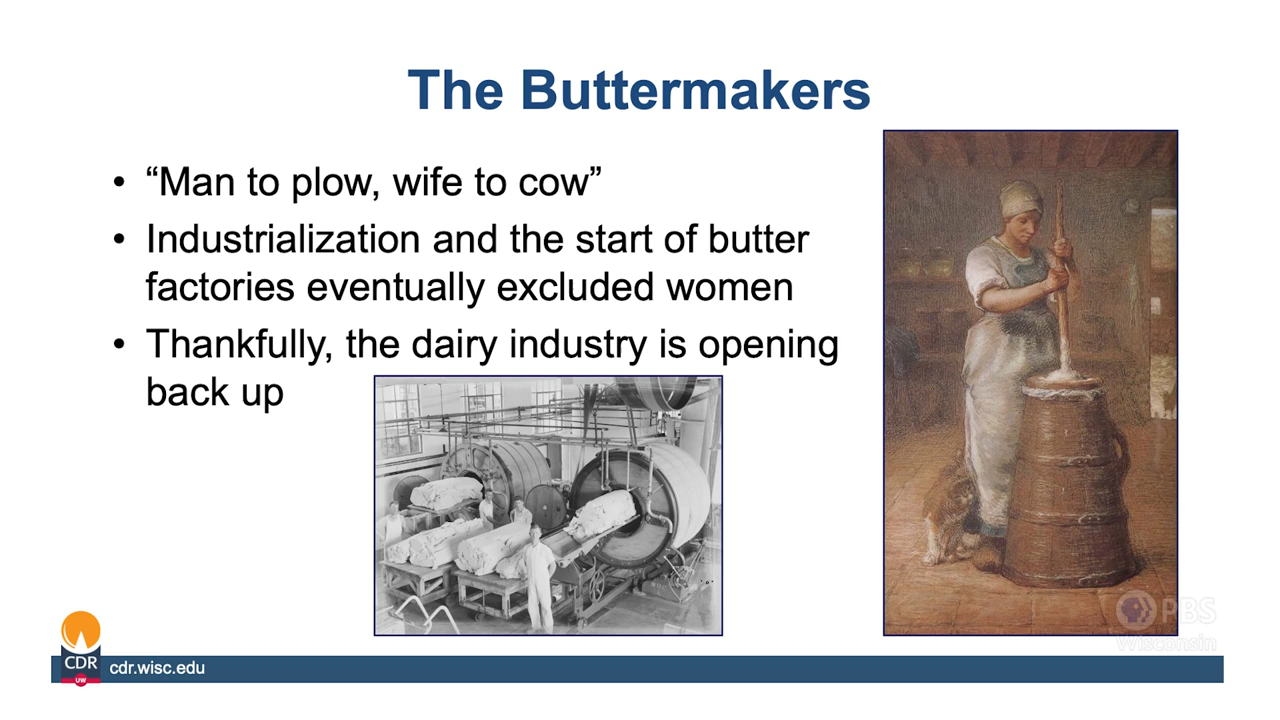 The Buttermakers
• “Man to plow, wife to cow”
• Industrialization and the start of butter
factories eventually excluded women
• Thankfully, the dairy industry is opening
back up
PBS
Wisconsin
CDR
UW
cdr.wisc.edu